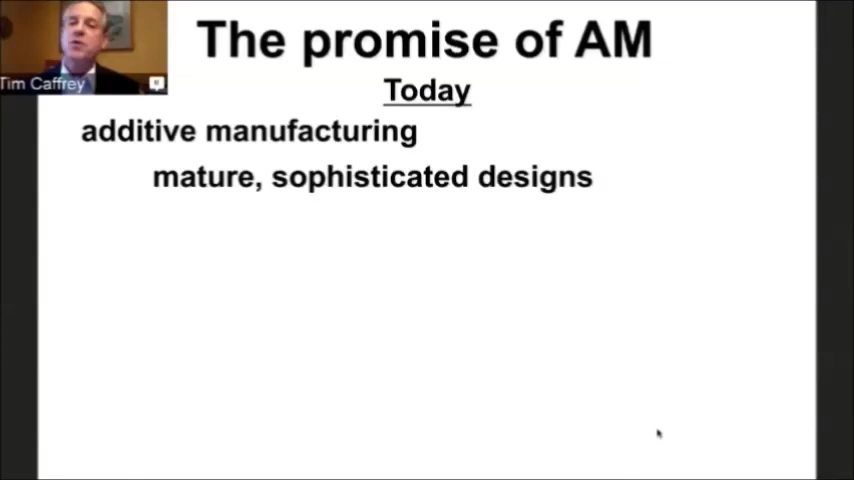 The promise of AM
Tim Caffrey
Today
additive manufacturing
mature, sophisticated designs